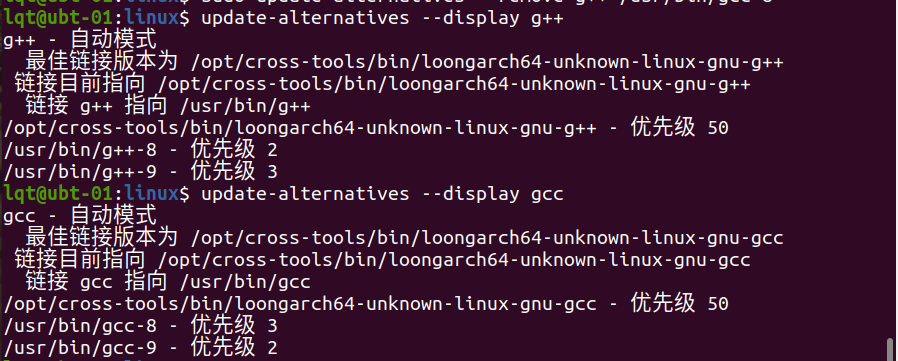 lqt@ubt-01:linux$ update-alternatives --display g++
g++ - 自动模式
最佳链接版本为 /opt/cross-tools/bin/loongarch64-unknown-linux-gnu-g++
链接目前指向 /opt/cross-tools/bin/loongarch64-unknown-linux-gnu-g++
链接 g++ 指向 /usr/bin/g++
/opt/cross-tools/bin/loongarch64-unknown-linux-gnu-g++ - 优先级 50
/usr/bin/g++-8 - 优先级 2
/usr/bin/g++-9 - 优先级 3
lqt@ubt-01:linux$ update-alternatives --display gcc
gcc - 自动模式
最佳链接版本为 /opt/cross-tools/bin/loongarch64-unknown-linux-gnu-gcc
链接目前指向 /opt/cross-tools/bin/loongarch64-unknown-linux-gnu-gcc
链接 gcc 指向 /usr/bin/gcc
/opt/cross-tools/bin/loongarch64-unknown-linux-gnu-gcc - 优先级 50
/usr/bin/gcc-8 - 优先级 3
/usr/bin/gcc-9 - 优先级 2